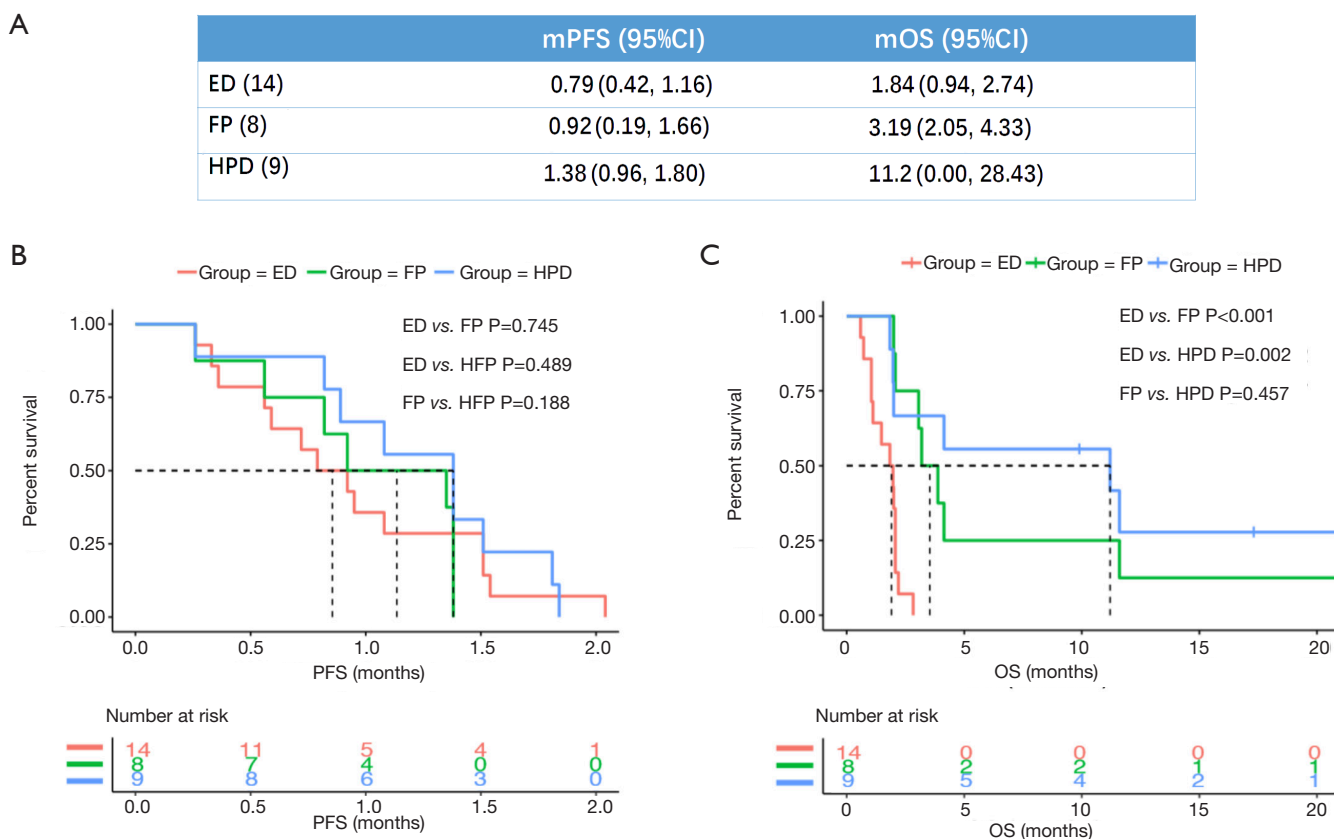 A
mPFS (95%CI) mOS (95%CI)
ED (14) 0.79 (0.42, 1.16) 1.84 (0.94, 2.74)
FP (8) 0.92 (0.19, 1.66) 3.19 (2.05, 4.33)
HPD (9) 1.38 (0.96, 1.80) 11.2 (0.00, 28.43)
B
Group = ED Group = FP Group = HPD
ED vs. FP P=0.745
ED vs. HFP P=0.489
FP vs. HFP P=0.188
Percent survival
1.00
0.75
0.50
0.25
0.00
0.0 0.5 1.0 1.5 2.0
PFS (months)
Number at risk
14 11 5 4 1
8 7 4 0 0
9 8 6 3 0
0.0 0.5 1.0 1.5 2.0
PFS (months)
C
Group = ED Group = FP Group = HPD
ED vs. FP P<0.001
ED vs. HPD P=0.002
FP vs. HPD P=0.457
Percent survival
1.00
0.75
0.50
0.25
0.00
0 5 10 15 20
OS (months)
Number at risk
14 0 0 0 0
8 2 2 1 1
9 5 4 2 1
0 5 10 15 20
OS (months)